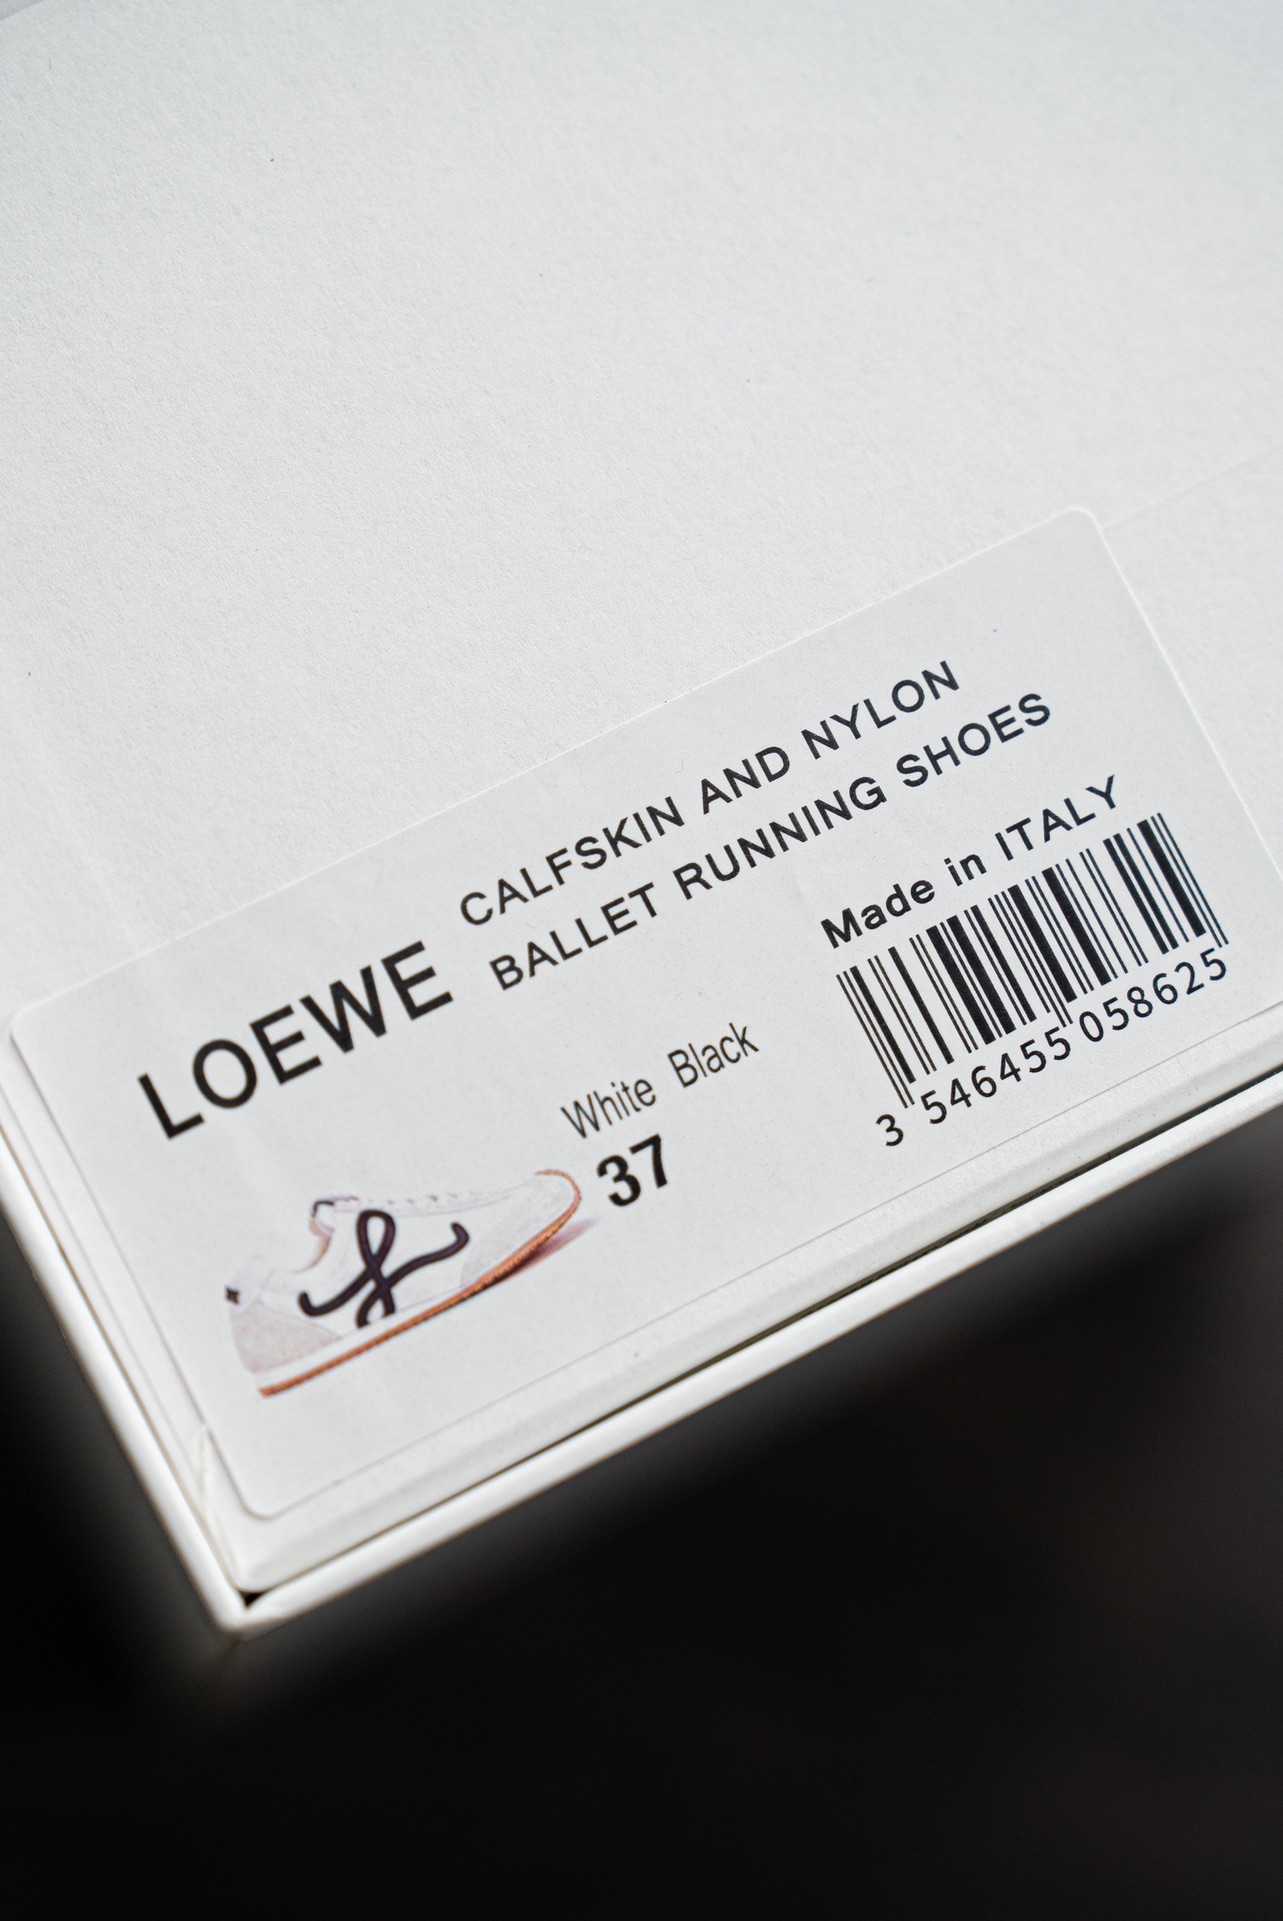 LOEWE
CALFSKIN AND NYLON
BALLET RUNNING SHOES
Made in ITALY
White Black
37
3 546455 058625